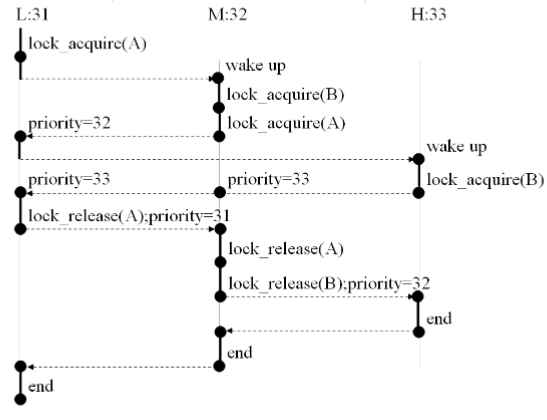 L:31 M:32 H:33
lock_acquire(A)
wake up
lock_acquire(B)
priority=32 lock_acquire(A)
wake up
priority=33 priority=33 lock_acquire(B)
lock_release(A);priority=31
lock_release(A)
lock_release(B);priority=32
end
end
end